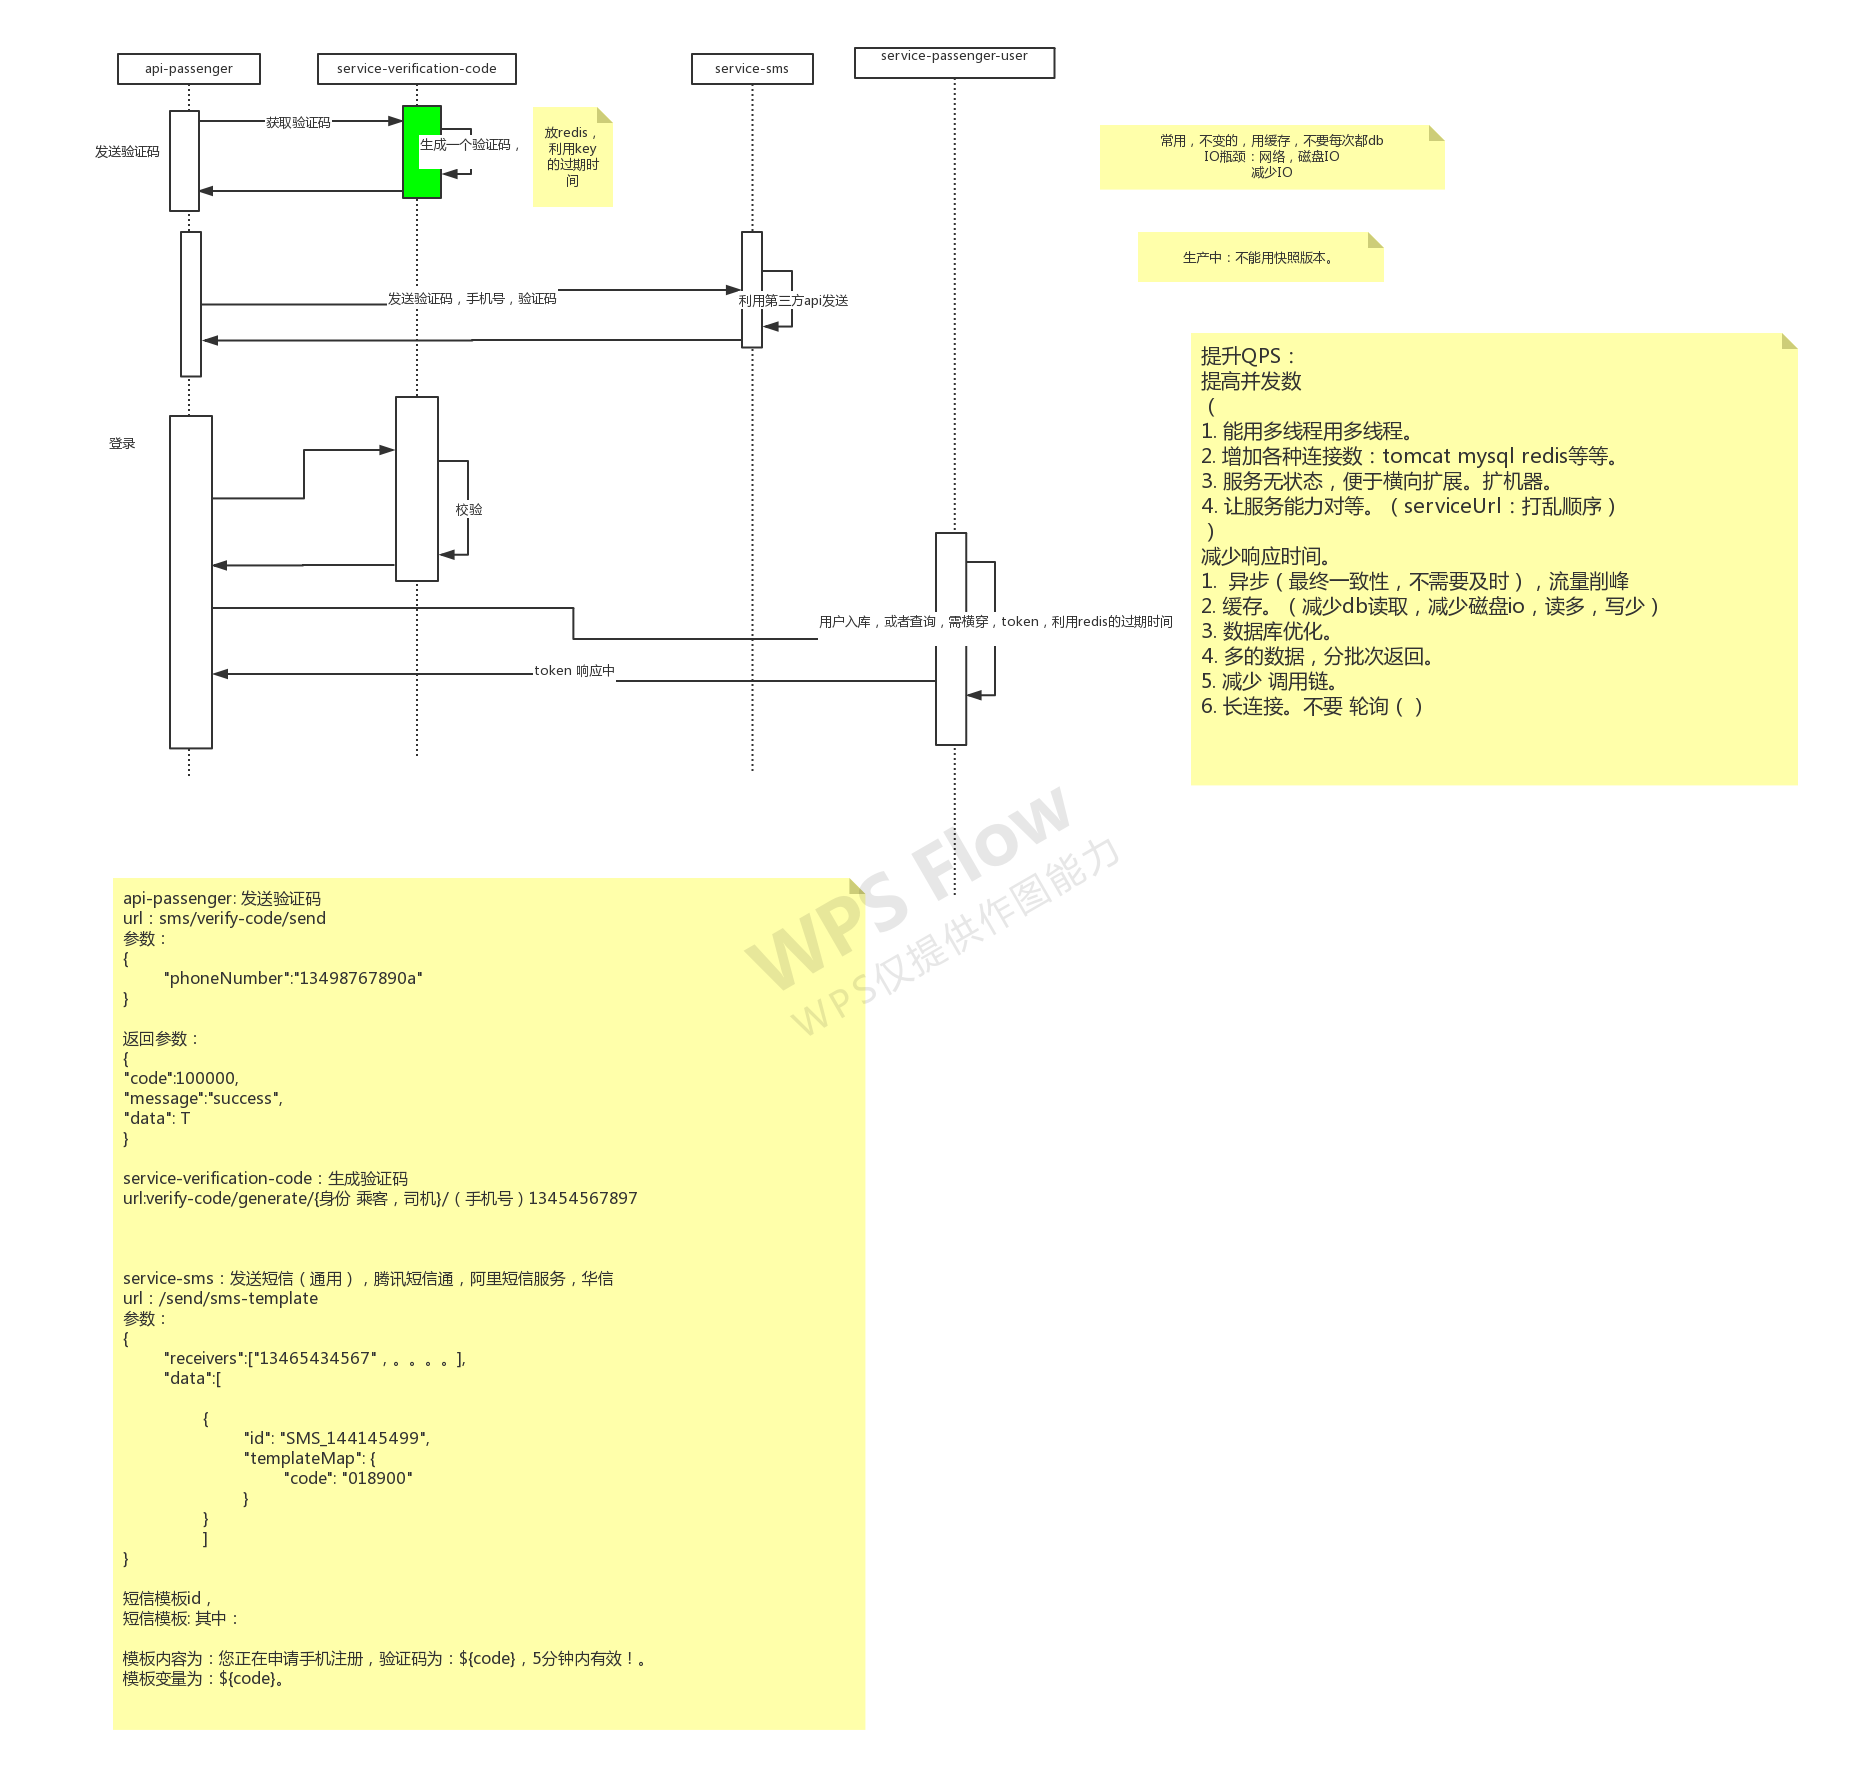 api-passenger
service-verification-code
service-sms
service-passenger-user
获取验证码
发送验证码
生成一个验证码，
放redis，
利用key
的过期时
间
常用，不变的，用缓存，不要每次都db
IO瓶颈：网络，磁盘IO
减少IO
生产中：不能用快照版本。
发送验证码，手机号，验证码
利用第三方api发送
登录
校验
用户入库，或者查询，需横穿，token，利用redis的过期时间
token 响应中
提升QPS：
提高并发数
（
1. 能用多线程用多线程。
2. 增加各种连接数：tomcat mysql redis等等。
3. 服务无状态，便于横向扩展。扩机器。
4. 让服务能力对等。（serviceUrl：打乱顺序）
）
减少响应时间。
1. 异步（最终一致性，不需要及时），流量削峰
2. 缓存。（减少db读取，减少磁盘io，读多，写少）
3. 数据库优化。
4. 多的数据，分批次返回。
5. 减少 调用链。
6. 长连接。不要 轮询（ ）
WPS Flow
WPS仅提供作图能力
api-passenger: 发送验证码
url：sms/verify-code/send
参数：
{
"phoneNumber":"13498767890a"
}
返回参数：
{
"code":100000,
"message":"success",
"data": T
}
service-verification-code：生成验证码
url:verify-code/generate/{身份 乘客，司机}/（手机号）13454567897
service-sms：发送短信（通用），腾讯短信通，阿里短信服务，华信
url：/send/sms-template
参数：
{
"receivers":["13465434567"，。。。。],
"data":[
{
"id": "SMS_144145499",
"templateMap": {
"code": "018900"
}
}
]
}
短信模板id，
短信模板: 其中：
模板内容为：您正在申请手机注册，验证码为：${code}，5分钟内有效！。
模板变量为：${code}。